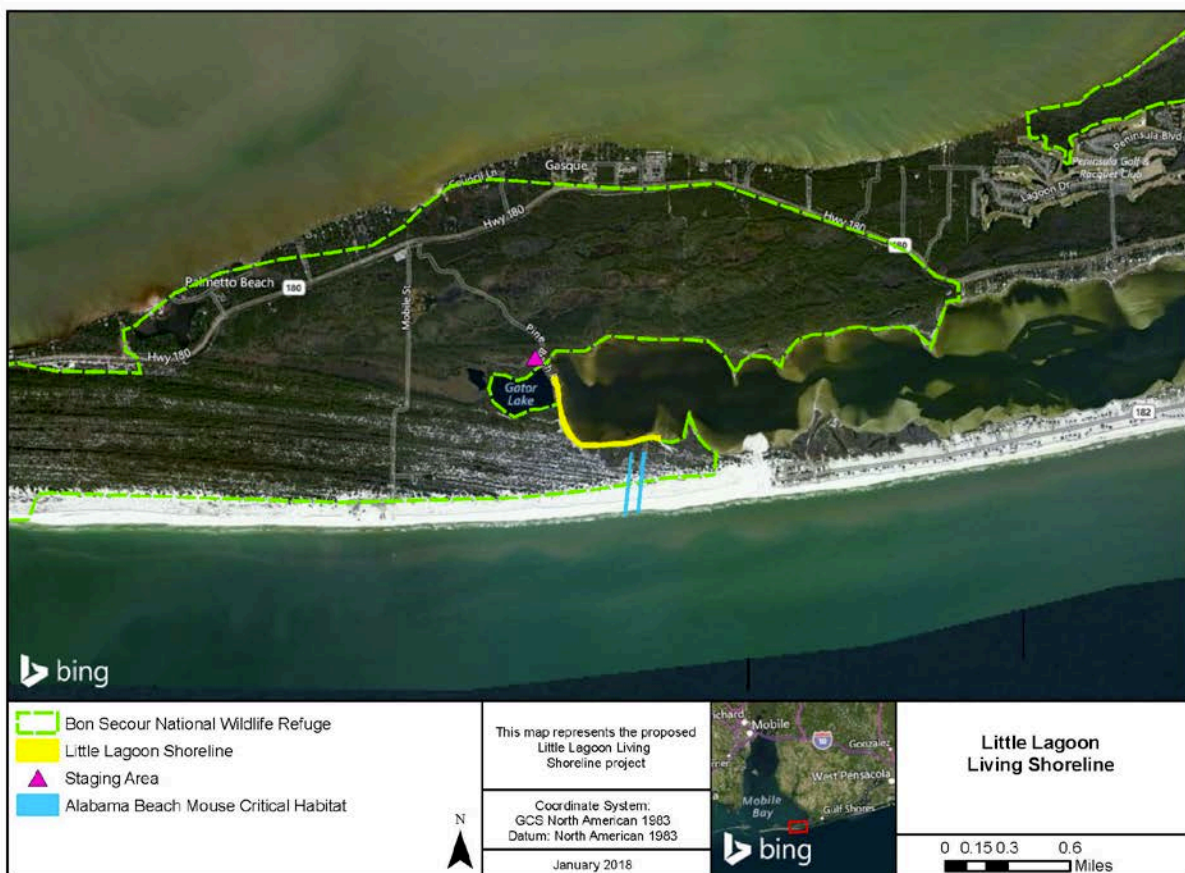 Gasque
Peninsula Blvd
Peninsula Golf &
Racquet Club
Lagoon Dr
Hwy 180
180
Hwy 180
Palmetto Beach
180
Mobile St
Hwy 180
Gator
Lake
182
bing
Bon Secour National Wildlife Refuge
Little Lagoon Shoreline
Staging Area
Alabama Beach Mouse Critical Habitat
N
This map represents the proposed
Little Lagoon Living
Shoreline project
Coordinate System:
GCS North American 1983
Datum: North American 1983
January 2018
Mobile
Gonzalez
West Pensacola
Mobile
Bay
Gulf Shores
bing
Little Lagoon
Living Shoreline
0 0.15 0.3 0.6
Miles